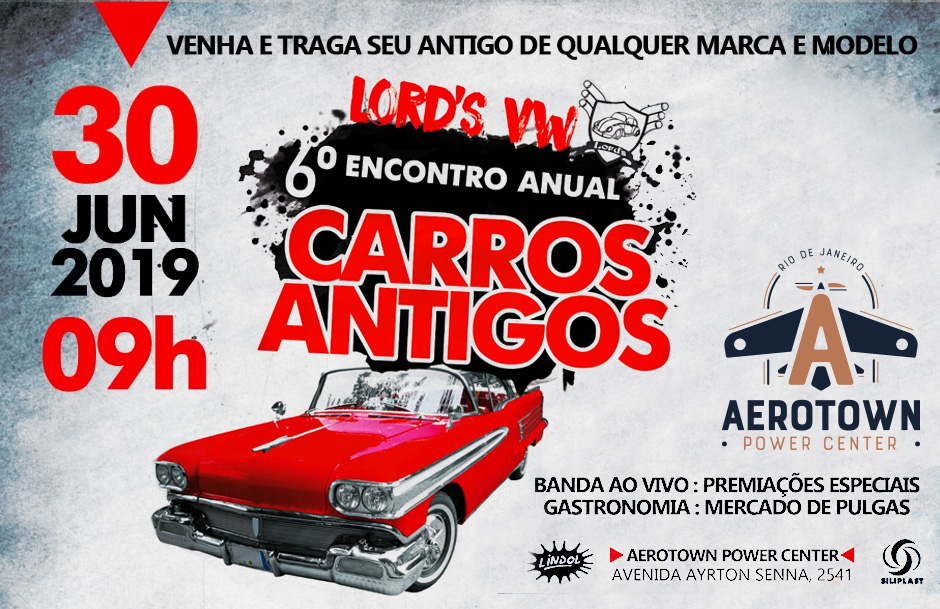 VENHA E TRAGA SEU ANTIGO DE QUALQUER MARCA E MODELO
30
JUN
2019
09h
LORD'S VW
LORD'S
6º ENCONTRO ANUAL
CARROS
ANTIGOS
RIO DE JANEIRO
A
AEROTOWN
• POWER CENTER •
BANDA AO VIVO : PREMIAÇÕES ESPECIAIS
GASTRONOMIA : MERCADO DE PULGAS
LINDOL
AEROTOWN POWER CENTER
AVENIDA AYRTON SENNA, 2541
SILIPLAST